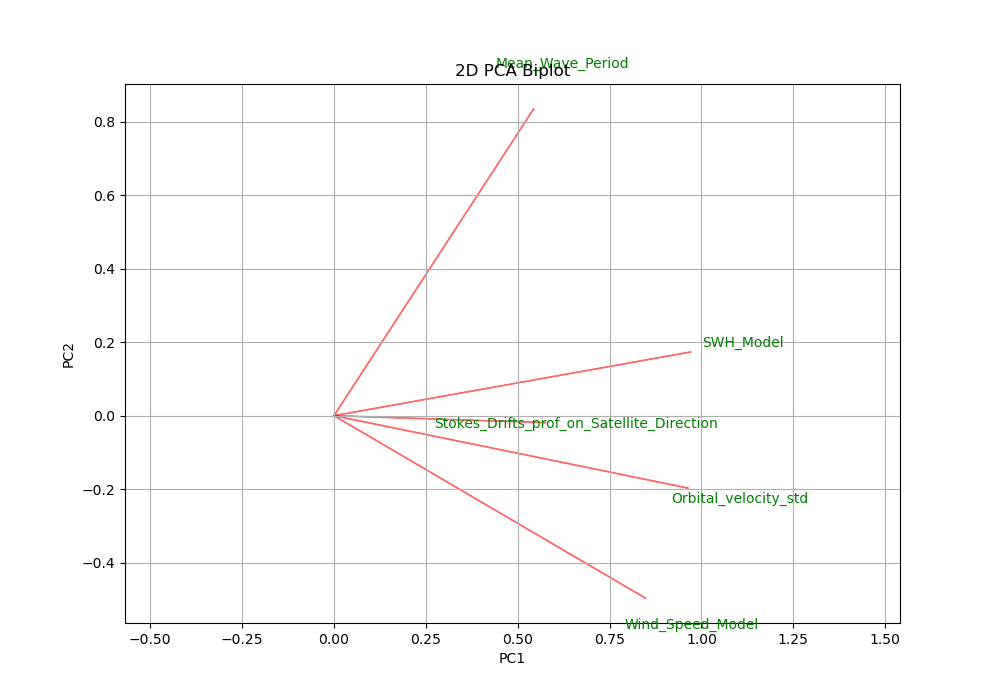 Mean_Wave_Period
2D PCA Biplot
0.8
0.6
0.4
SWH_Model
0.2
PC2
0.0
Stokes_Drifts_prof_on_Satellite_Direction
−0.2
Orbital_velocity_std
−0.4
Wind_Speed_Model
−0.50 −0.25 0.00 0.25 0.50 0.75 1.00 1.25 1.50
PC1